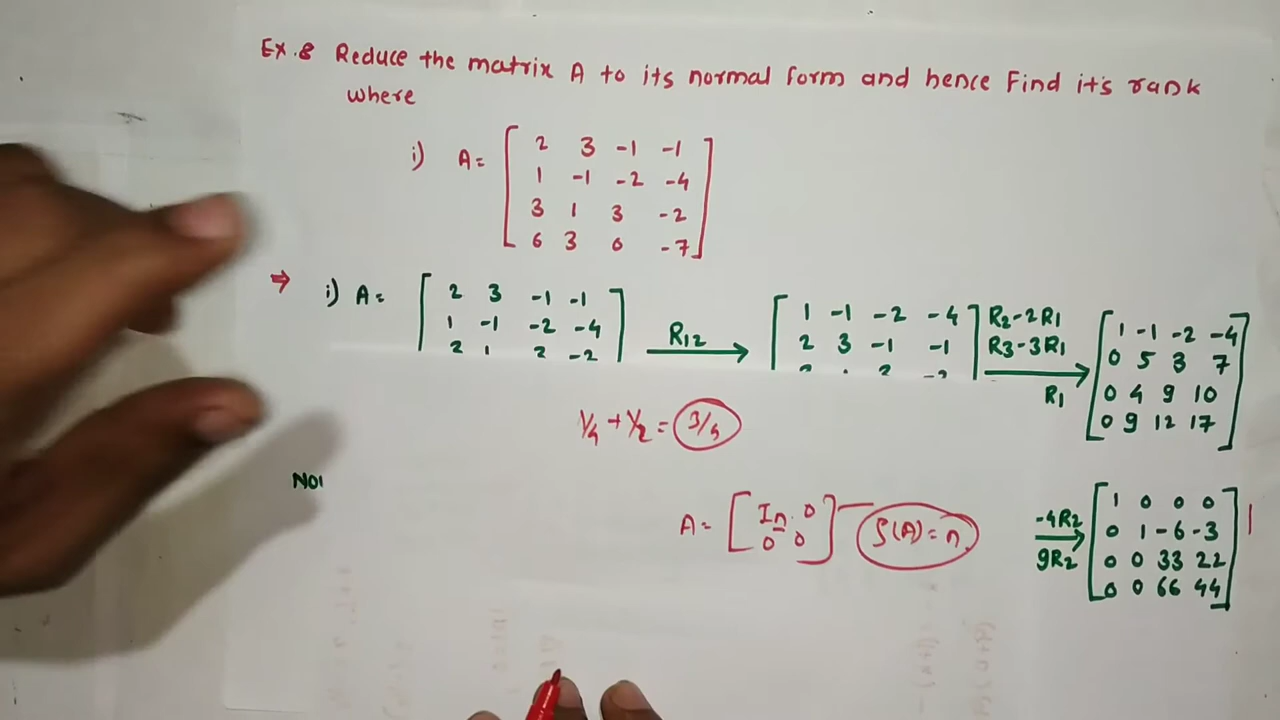 Ex.8 Reduce the matrix A to its normal form and hence Find it's rank
where
i) A= [ 2 3 -1 -1
1 -1 -2 -4
3 1 3 -2
6 3 0 -7 ]
⇒ i) A= [ 2 3 -1 -1
1 -1 -2 -4
R12 →
[ 1 -1 -2 -4
2 3 -1 -1
R2-2R1
R3-3R1
R1
[ 1 -1 -2 -4
0 5 3 7
0 4 9 10
0 9 12 17 ]
1/4 + 1/2 = 3/4
A= [ In 0
0 0 ] ρ(A)=n
-4R2
9R2
[ 1 0 0 0
0 1 -6 -3
0 0 33 22
0 0 66 44 ]